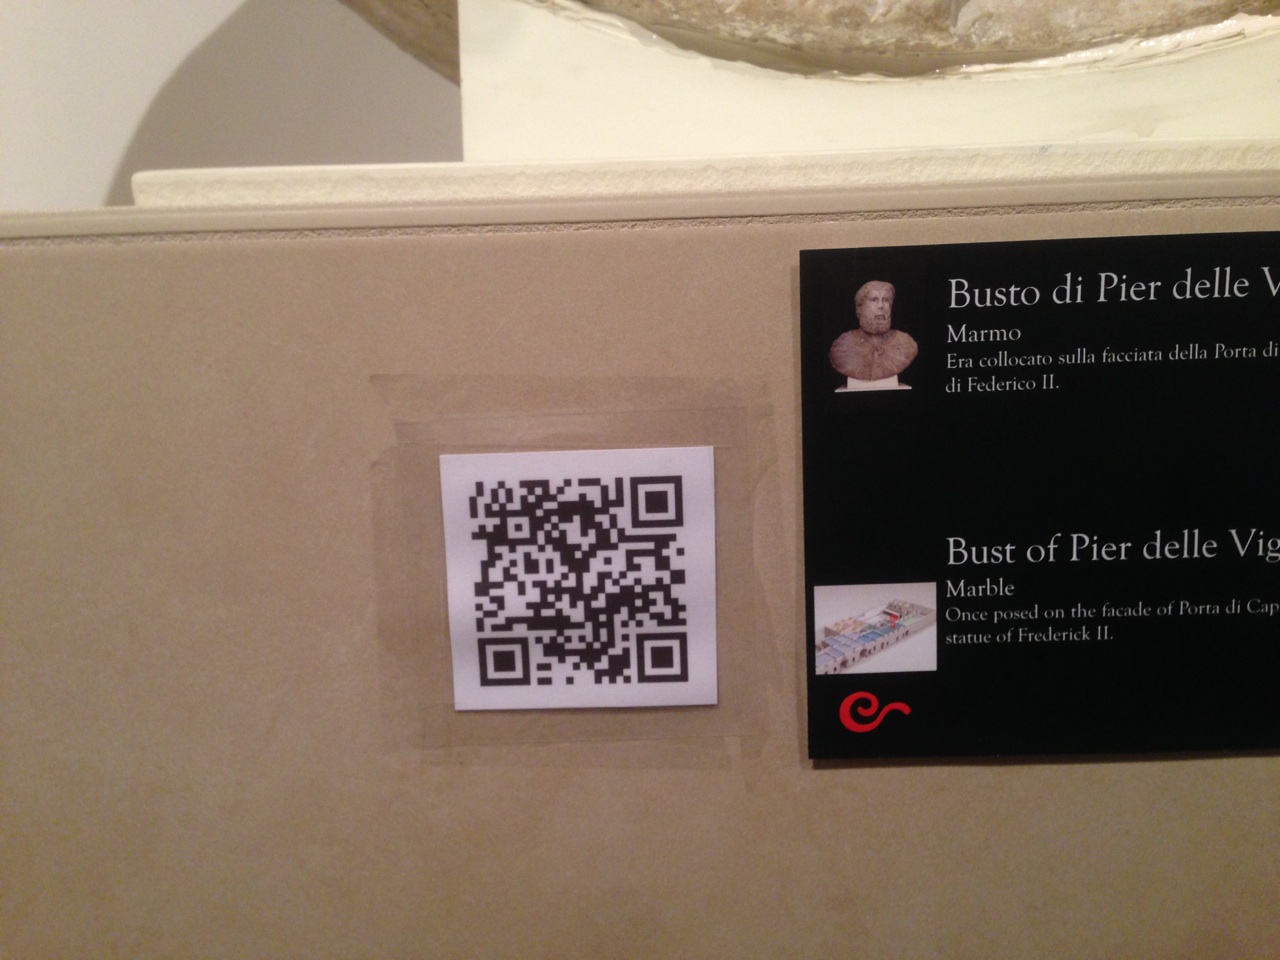 Busto di Pier delle V
Marmo
Era collocato sulla facciata della Porta di
di Federico II.
Bust of Pier delle Vig
Marble
Once posed on the facade of Porta di Cap
statue of Frederick II.